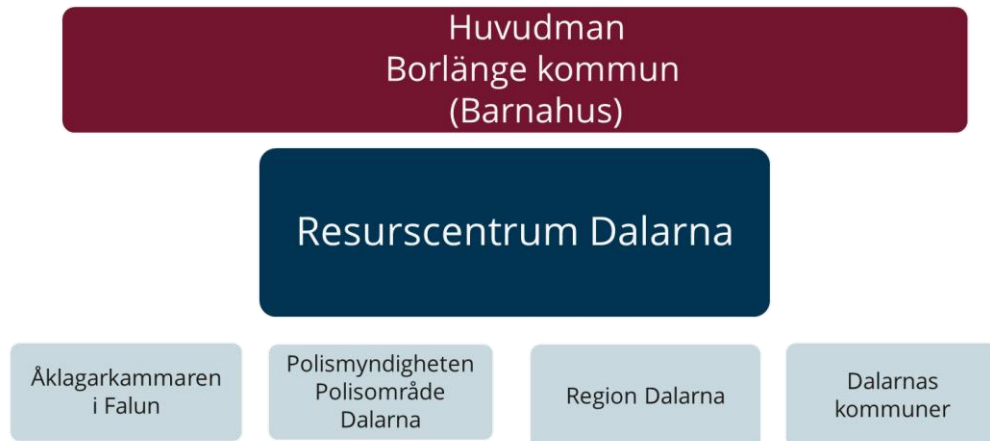 Huvudman
Borlänge kommun
(Barnahus)
Resurscentrum Dalarna
Åklagarkammaren
i Falun
Polismyndigheten
Polisområde
Dalarna
Region Dalarna
Dalarnas
kommuner